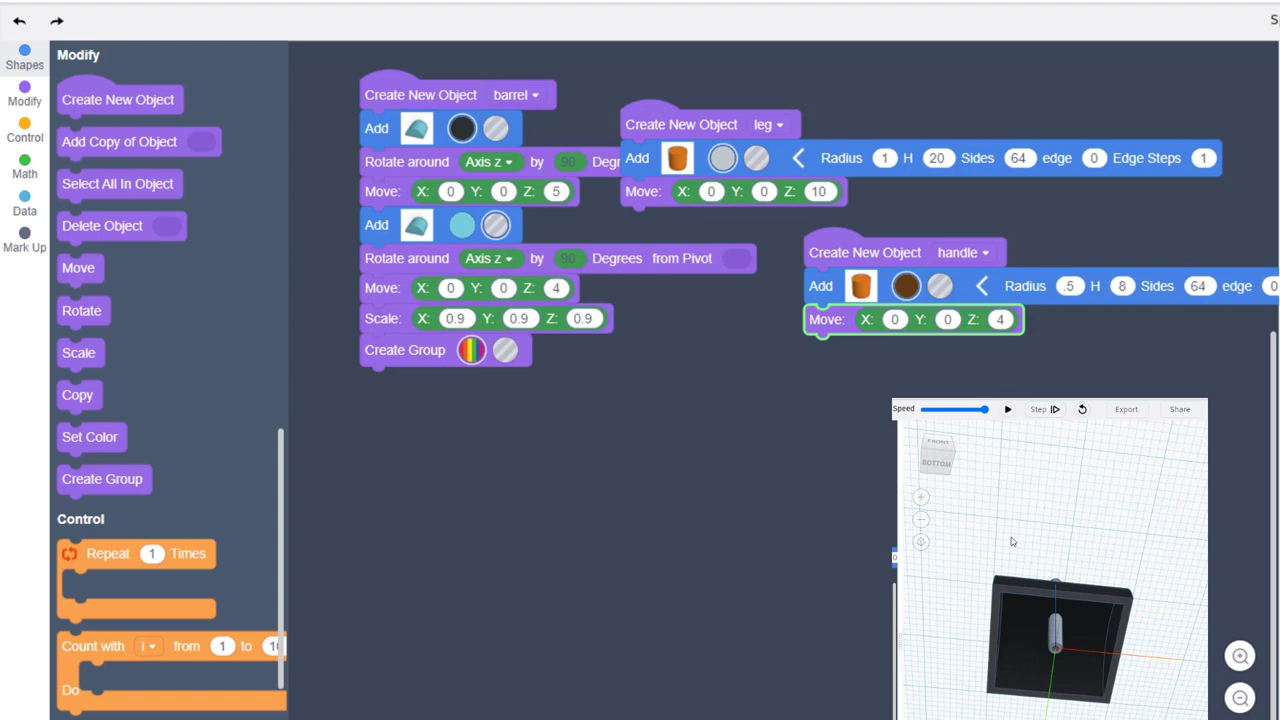 S
Shapes
Modify
Control
Math
Data
Mark Up
Modify
Create New Object
Add Copy of Object
Select All In Object
Delete Object
Move
Rotate
Scale
Copy
Set Color
Create Group
Control
Repeat 1 Times
Count with i from 1 to 10
Do
Create New Object barrel
Add
Rotate around Axis z by 90 Degr
Move: X: 0 Y: 0 Z: 5
Add
Rotate around Axis z by 90 Degrees from Pivot
Move: X: 0 Y: 0 Z: 4
Scale: X: 0.9 Y: 0.9 Z: 0.9
Create Group
Create New Object leg
Add Radius 1 H 20 Sides 64 edge 0 Edge Steps 1
Move: X: 0 Y: 0 Z: 10
Create New Object handle
Add Radius .5 H 8 Sides 64 edge 0
Move: X: 0 Y: 0 Z: 4
Speed Step Export Share
FRONT
BOTTOM
0